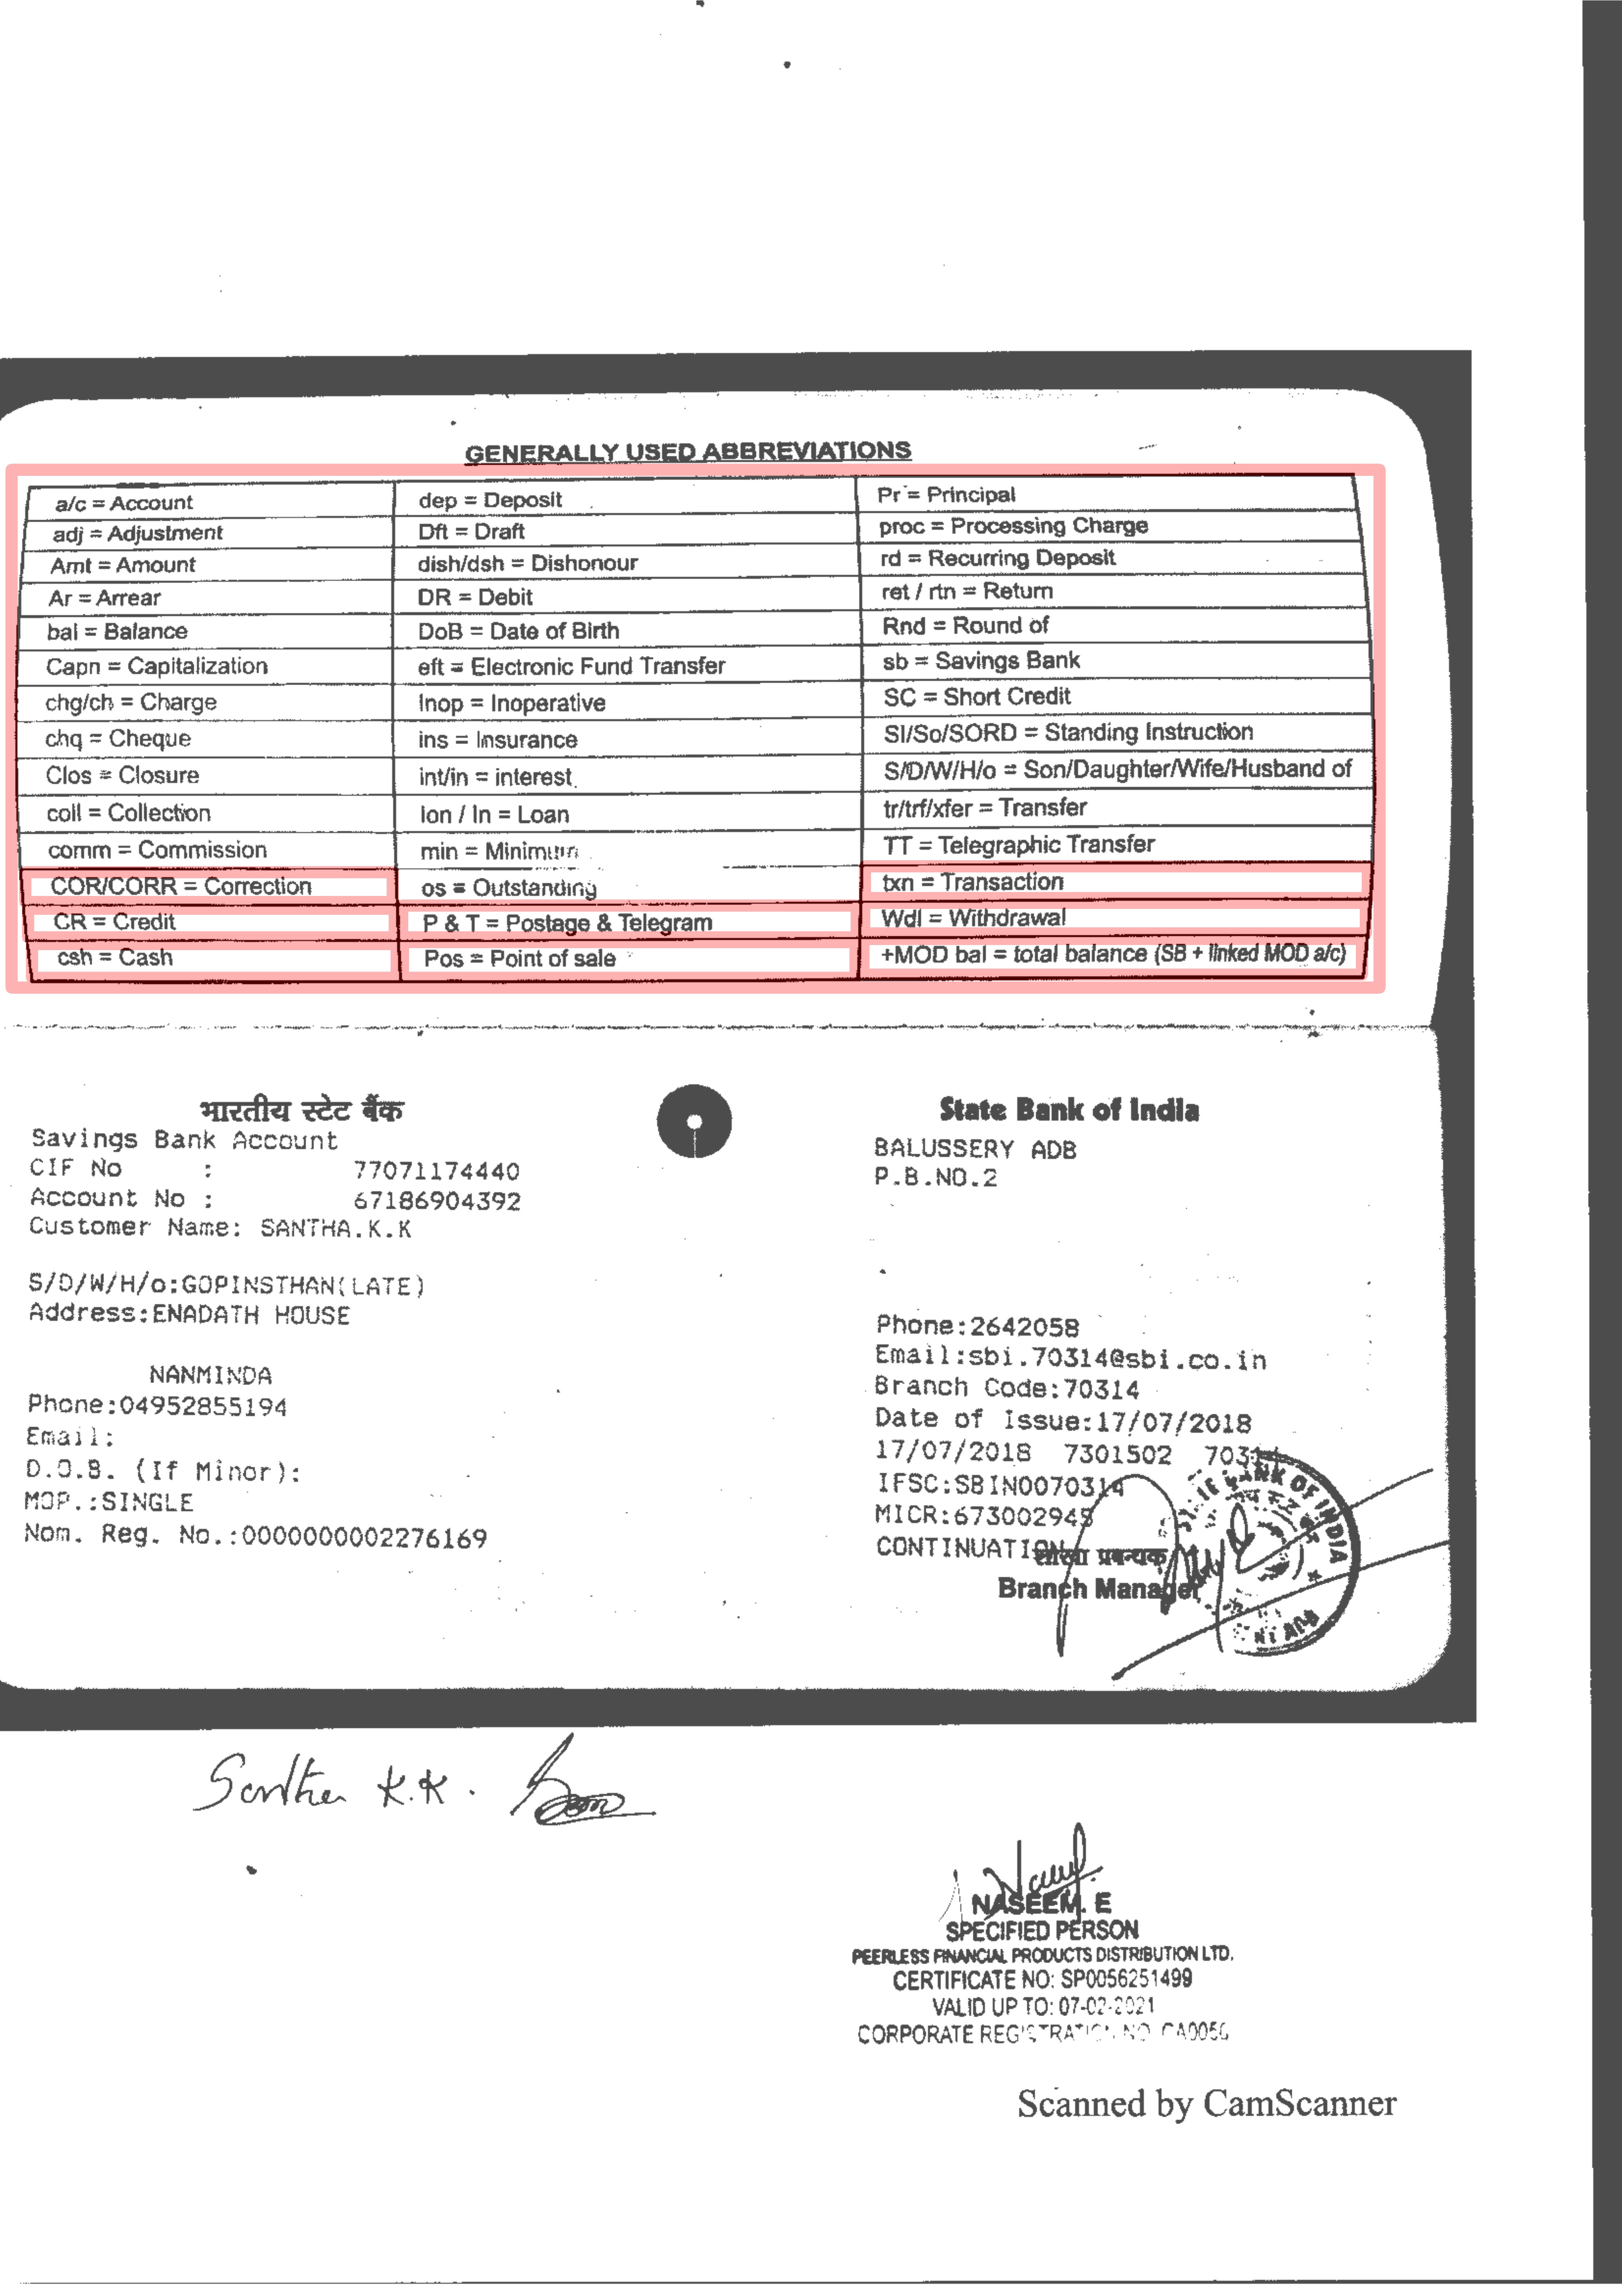 GENERALLY USED ABBREVIATIONS
a/c = Account dep = Deposit Pr = Principal
adj = Adjustment Dft = Draft proc = Processing Charge
Amt = Amount dish/dsh = Dishonour rd = Recurring Deposit
Ar = Arrear DR = Debit ret / rtn = Return
bal = Balance DoB = Date of Birth Rnd = Round of
Capn = Capitalization eft = Electronic Fund Transfer sb = Savings Bank
chg/ch = Charge Inop = Inoperative SC = Short Credit
chq = Cheque ins = Insurance SI/So/SORD = Standing Instruction
Clos = Closure int/in = interest. S/D/W/H/o = Son/Daughter/Wife/Husband of
coll = Collection lon / ln = Loan tr/trf/xfer = Transfer
comm = Commission min = Minimum TT = Telegraphic Transfer
COR/CORR = Correction os = Outstanding txn = Transaction
CR = Credit P & T = Postage & Telegram Wdl = Withdrawal
csh = Cash Pos = Point of sale +MOD bal = total balance (SB + linked MOD a/c)
भारतीय स्टेट बैंक
Savings Bank Account
CIF No : 77071174440
Account No : 67186904392
Customer Name: SANTHA.K.K
S/D/W/H/o:GOPINSTHAN(LATE)
Address:ENADATH HOUSE
NANMINDA
Phone:04952855194
Email:
D.O.B. (If Minor):
MOP.:SINGLE
Nom. Reg. No.:0000000002276169
State Bank of India
BALUSSERY ADB
P.B.NO.2
Phone:2642058
Email:sbi.70314@sbi.co.in
Branch Code:70314
Date of Issue:17/07/2018
17/07/2018 7301502
IFSC:SBIN0070314
MICR:673002945
CONTINUATION
शाखा प्रबन्धक
Branch Manager
BANK OF INDIA
Santha K.K.
NASEEM. E
SPECIFIED PERSON
PEERLESS FINANCIAL PRODUCTS DISTRIBUTION LTD.
CERTIFICATE NO: SP0056251499
VALID UP TO: 07-02-2021
CORPORATE REGISTRATION NO
Scanned by CamScanner